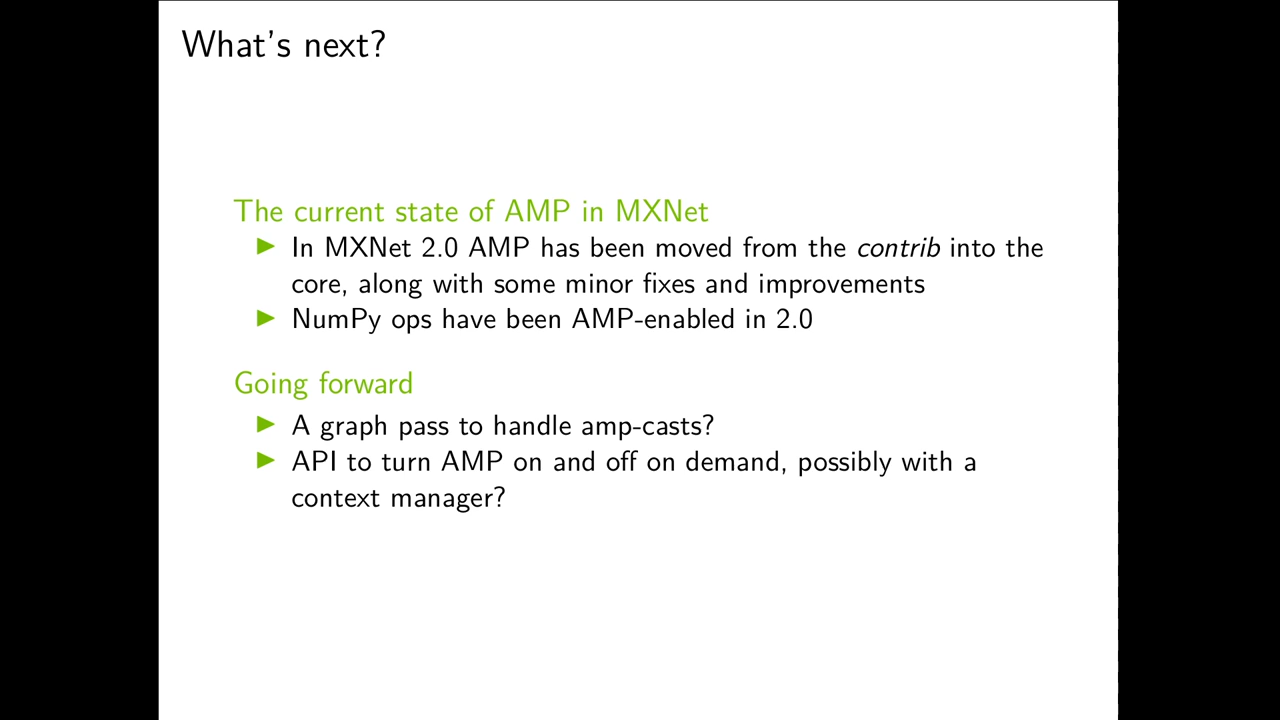 What's next?
The current state of AMP in MXNet
In MXNet 2.0 AMP has been moved from the contrib into the
core, along with some minor fixes and improvements
NumPy ops have been AMP-enabled in 2.0
Going forward
A graph pass to handle amp-casts?
API to turn AMP on and off on demand, possibly with a
context manager?